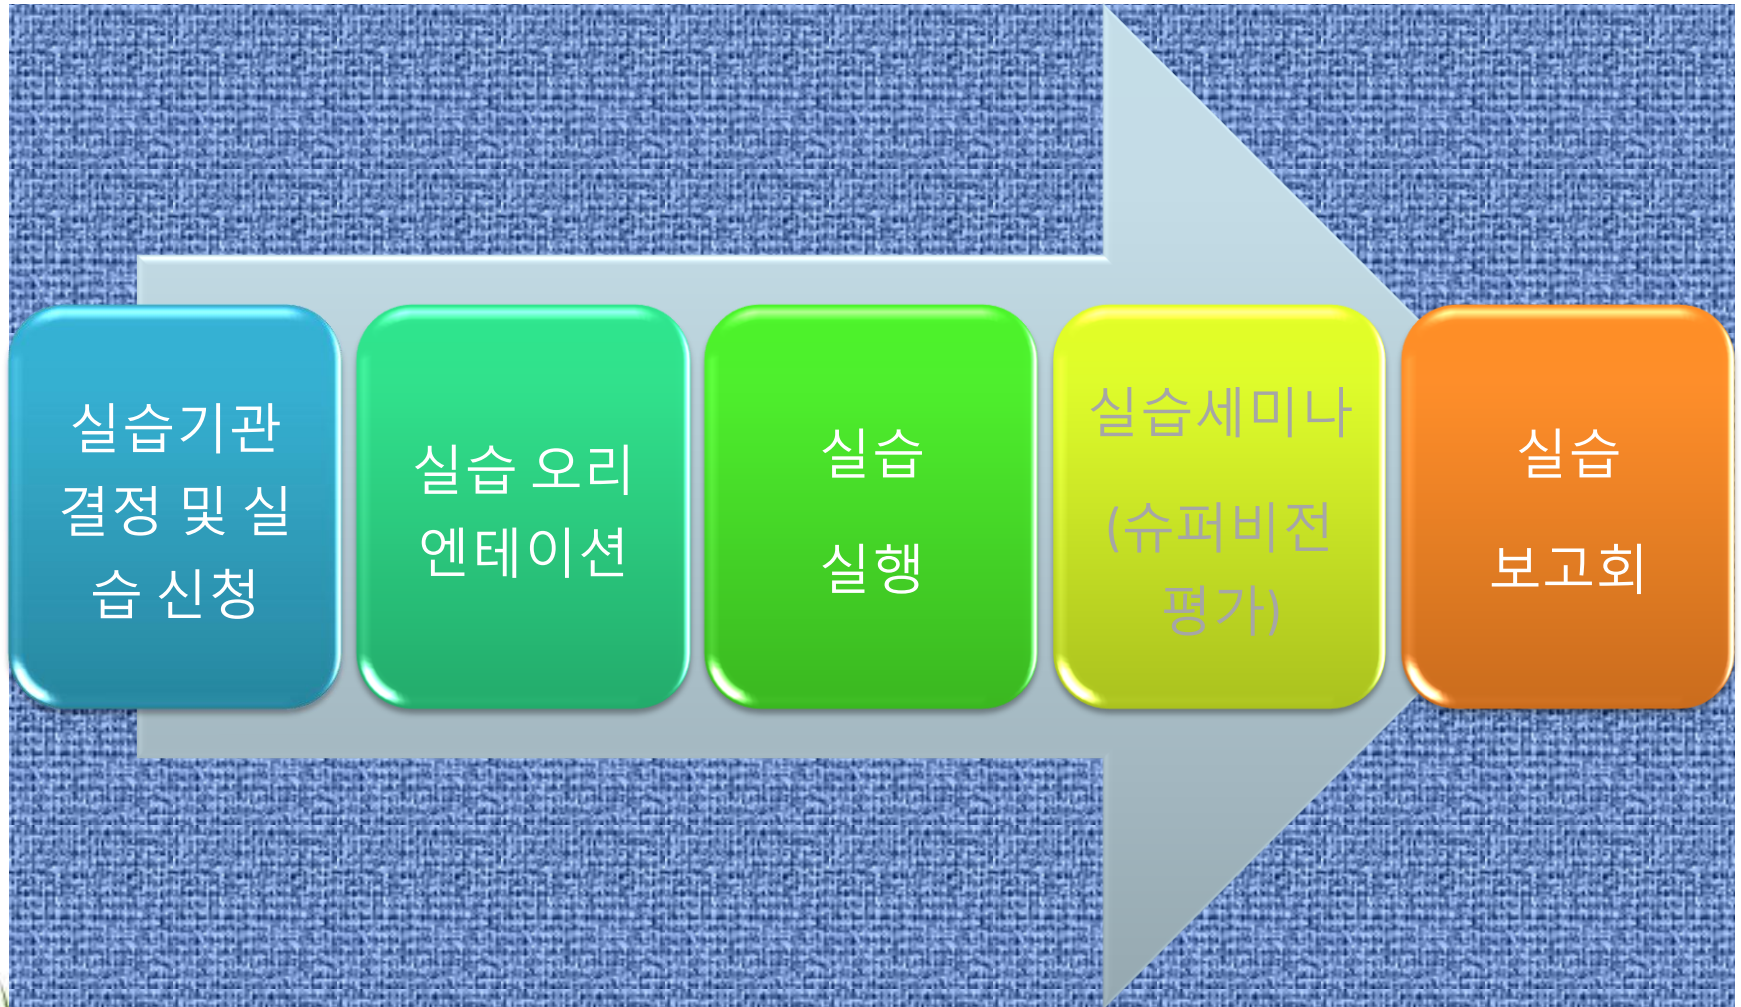 실습기관
결정 및 실
습 신청
실습 오리
엔테이션
실습
실행
실습세미나
(슈퍼비전
평가)
실습
보고회